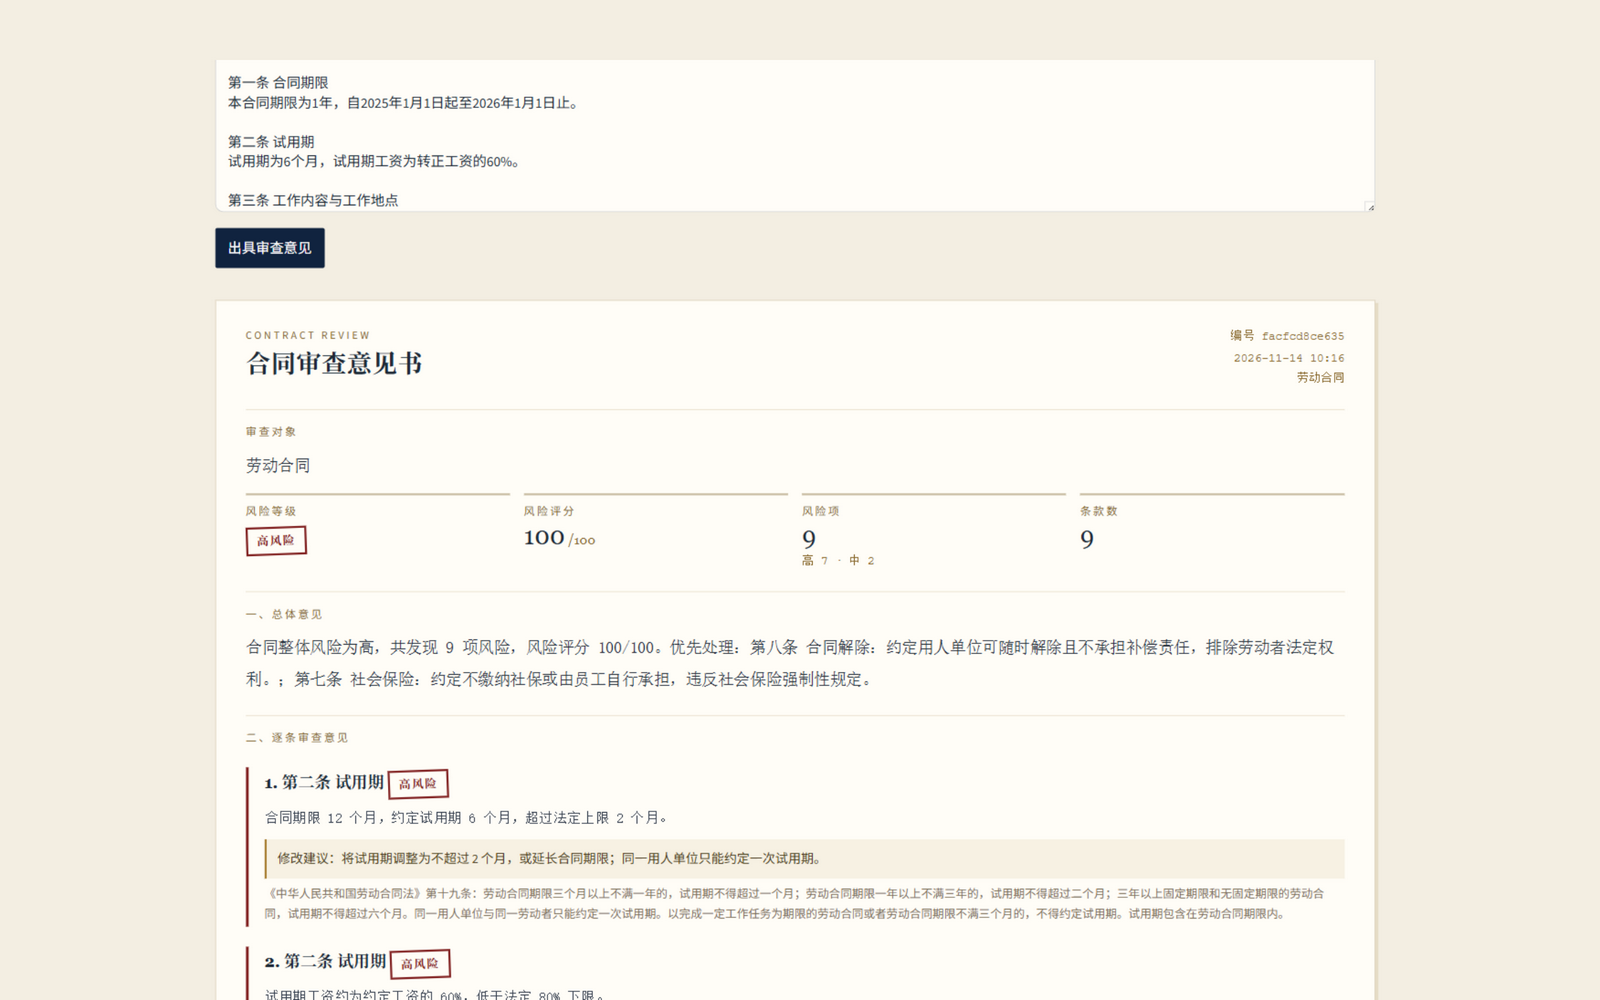 第一条 合同期限
本合同期限为1年，自2025年1月1日起至2026年1月1日止。
第二条 试用期
试用期为6个月，试用期工资为转正工资的60%。
第三条 工作内容与工作地点
出具审查意见
CONTRACT REVIEW
合同审查意见书
编号 facfcd8ce635
2026-11-14 10:16
劳动合同
审查对象
劳动合同
风险等级
高风险
风险评分
100 /100
风险项
9
高 7 · 中 2
条款数
9
一、总体意见
合同整体风险为高，共发现 9 项风险，风险评分 100/100。优先处理：第八条 合同解除：约定用人单位可随时解除且不承担补偿责任，排除劳动者法定权
利。；第七条 社会保险：约定不缴纳社保或由员工自行承担，违反社会保险强制性规定。
二、逐条审查意见
1. 第二条 试用期 高风险
合同期限 12 个月，约定试用期 6 个月，超过法定上限 2 个月。
修改建议：将试用期调整为不超过 2 个月，或延长合同期限；同一用人单位只能约定一次试用期。
《中华人民共和国劳动合同法》第十九条：劳动合同期限三个月以上不满一年的，试用期不得超过一个月；劳动合同期限一年以上不满三年的，试用期不得超过二个月；三年以上固定期限和无固定期限的劳动合
同，试用期不得超过六个月。同一用人单位与同一劳动者只能约定一次试用期。以完成一定工作任务为期限的劳动合同或者劳动合同期限不满三个月的，不得约定试用期。试用期包含在劳动合同期限内。
2. 第二条 试用期 高风险
试用期工资约为约定工资的 60%，低于法定 80% 下限。